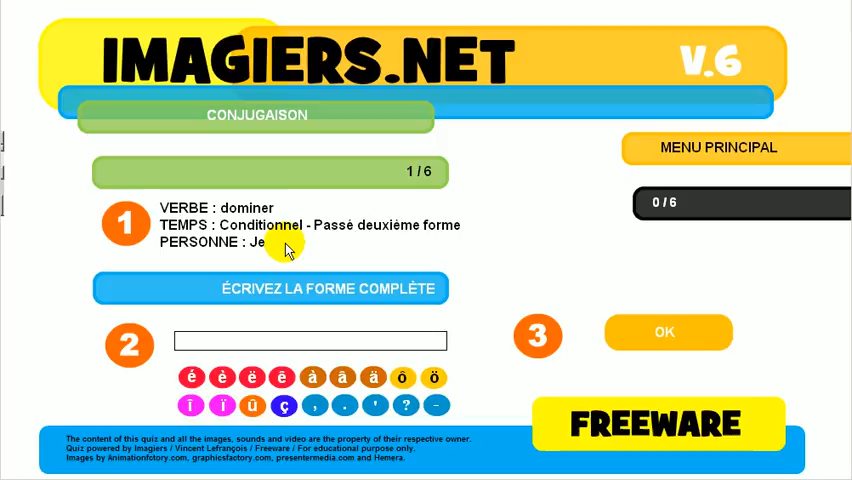 IMAGIERS.NET
V.6
CONJUGAISON
MENU PRINCIPAL
1 / 6
0 / 6
1
VERBE : dominer
TEMPS : Conditionnel - Passé deuxième forme
PERSONNE : Je
ÉCRIVEZ LA FORME COMPLÈTE
2
3
OK
é è ë ê à â ä ô ö
î ï û ç , . ' ? -
FREEWARE
The content of this quiz and all the images, sounds and video are the property of their respective owner.
Quiz powered by Imagiers / Vincent Lefrançois / Freeware / For educational purpose only.
Images by Animationfctory.com, graphicsfactory.com, presentermedia.com and Hemera.